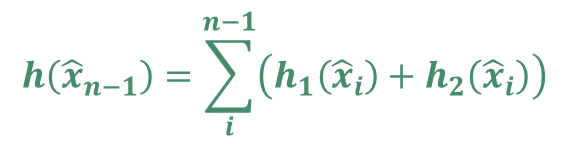 h(x̂ₙ₋₁) = ∑ᵢⁿ⁻¹ (h₁(x̂ᵢ) + h₂(x̂ᵢ))